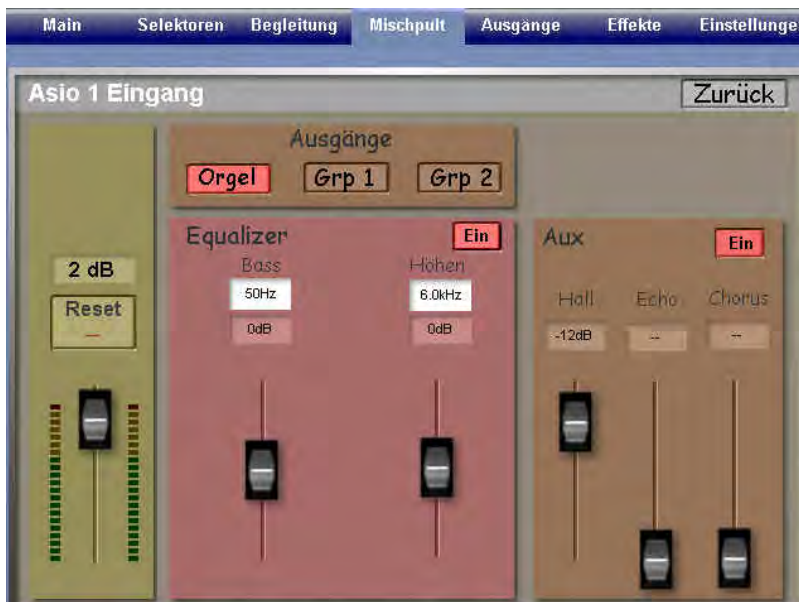 Main Selektoren Begleitung Mischpult Ausgänge Effekte Einstellunge
Asio 1 Eingang Zurück
Ausgänge
Orgel Grp 1 Grp 2
Equalizer Ein
Bass Höhen
50Hz 6.0kHz
0dB 0dB
2 dB
Reset
--
Aux Ein
Hall Echo Chorus
-12dB -- --